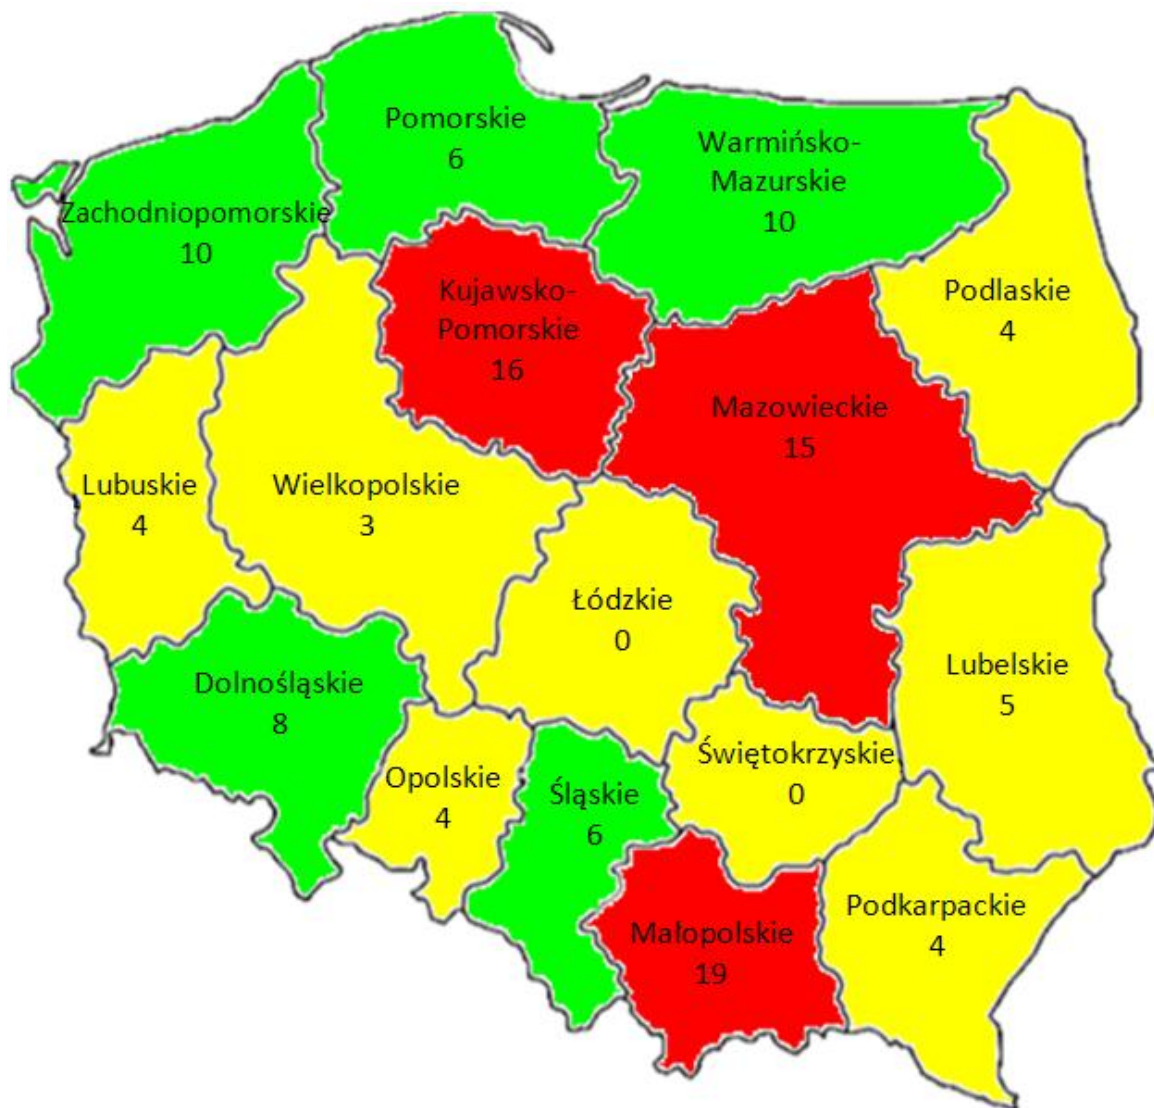 Pomorskie
6
Warmińsko-
Mazurskie
10
Zachodniopomorskie
10
Kujawsko-
Pomorskie
16
Podlaskie
4
Mazowieckie
15
Lubuskie
4
Wielkopolskie
3
Łódzkie
0
Lubelskie
5
Dolnośląskie
8
Opolskie
4
Śląskie
6
Świętokrzyskie
0
Małopolskie
19
Podkarpackie
4